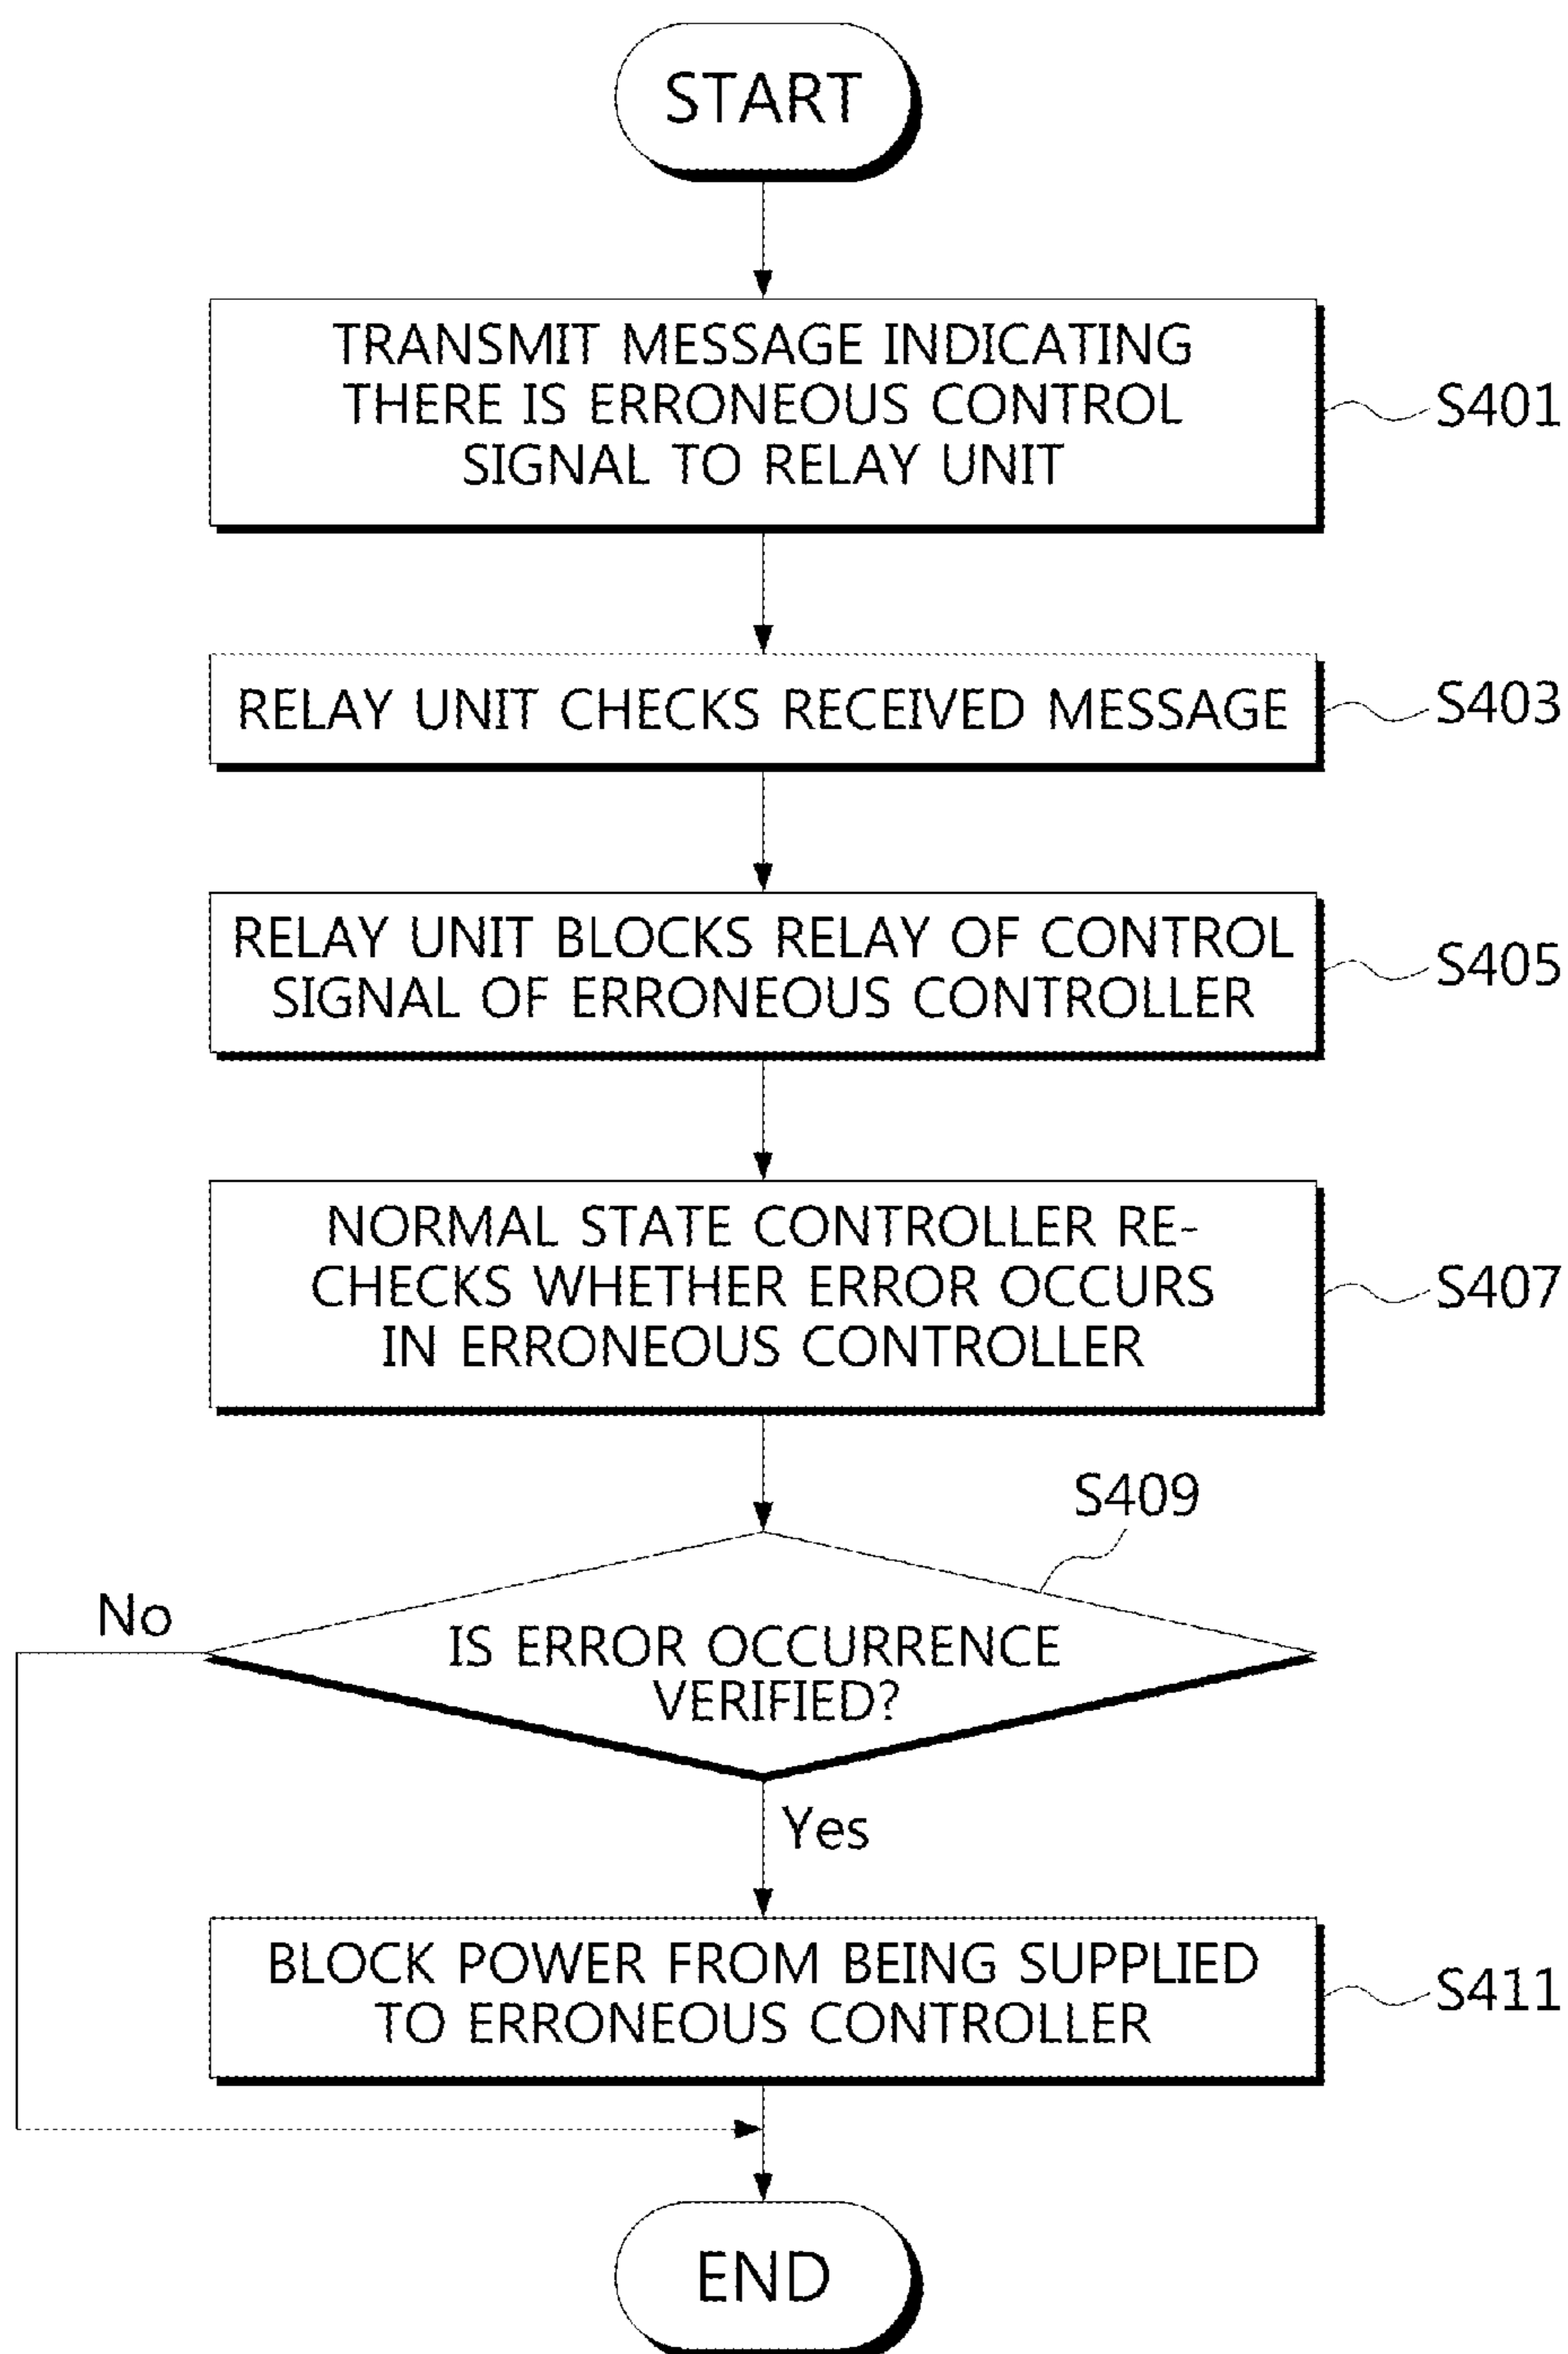 START
TRANSMIT MESSAGE INDICATING
THERE IS ERRONEOUS CONTROL
SIGNAL TO RELAY UNIT
S401
RELAY UNIT CHECKS RECEIVED MESSAGE
S403
RELAY UNIT BLOCKS RELAY OF CONTROL
SIGNAL OF ERRONEOUS CONTROLLER
S405
NORMAL STATE CONTROLLER RE-
CHECKS WHETHER ERROR OCCURS
IN ERRONEOUS CONTROLLER
S407
S409
No
IS ERROR OCCURRENCE
VERIFIED?
Yes
BLOCK POWER FROM BEING SUPPLIED
TO ERRONEOUS CONTROLLER
S411
END